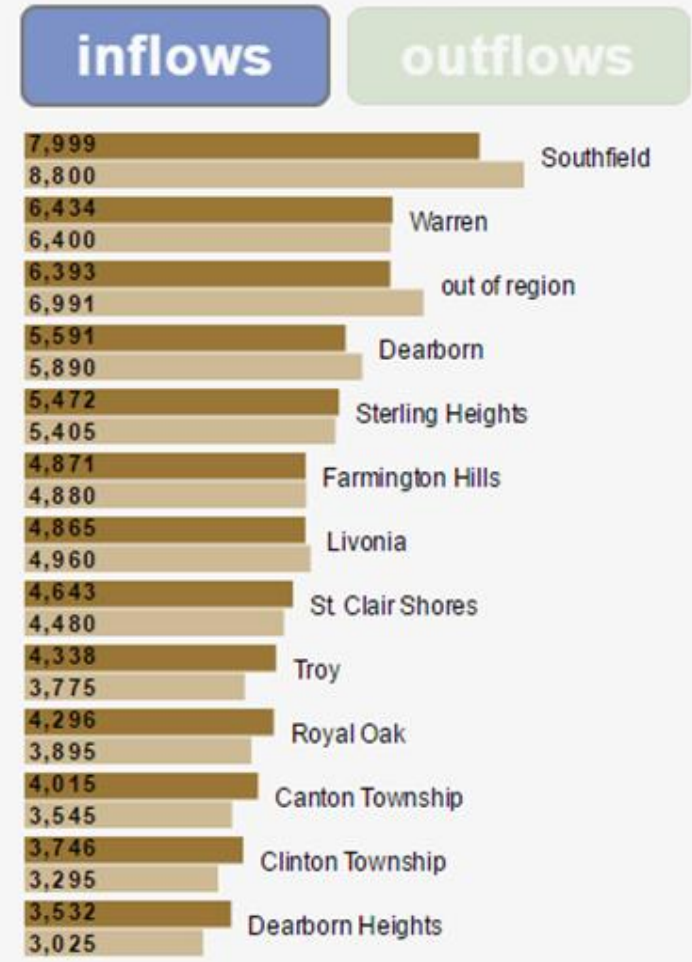 inflows outflows
7,999
Southfield
8,800
6,434
Warren
6,400
6,393
out of region
6,991
5,591
Dearborn
5,890
5,472
Sterling Heights
5,405
4,871
Farmington Hills
4,880
4,865
Livonia
4,960
4,643
St. Clair Shores
4,480
4,338
Troy
3,775
4,296
Royal Oak
3,895
4,015
Canton Township
3,545
3,746
Clinton Township
3,295
3,532
Dearborn Heights
3,025